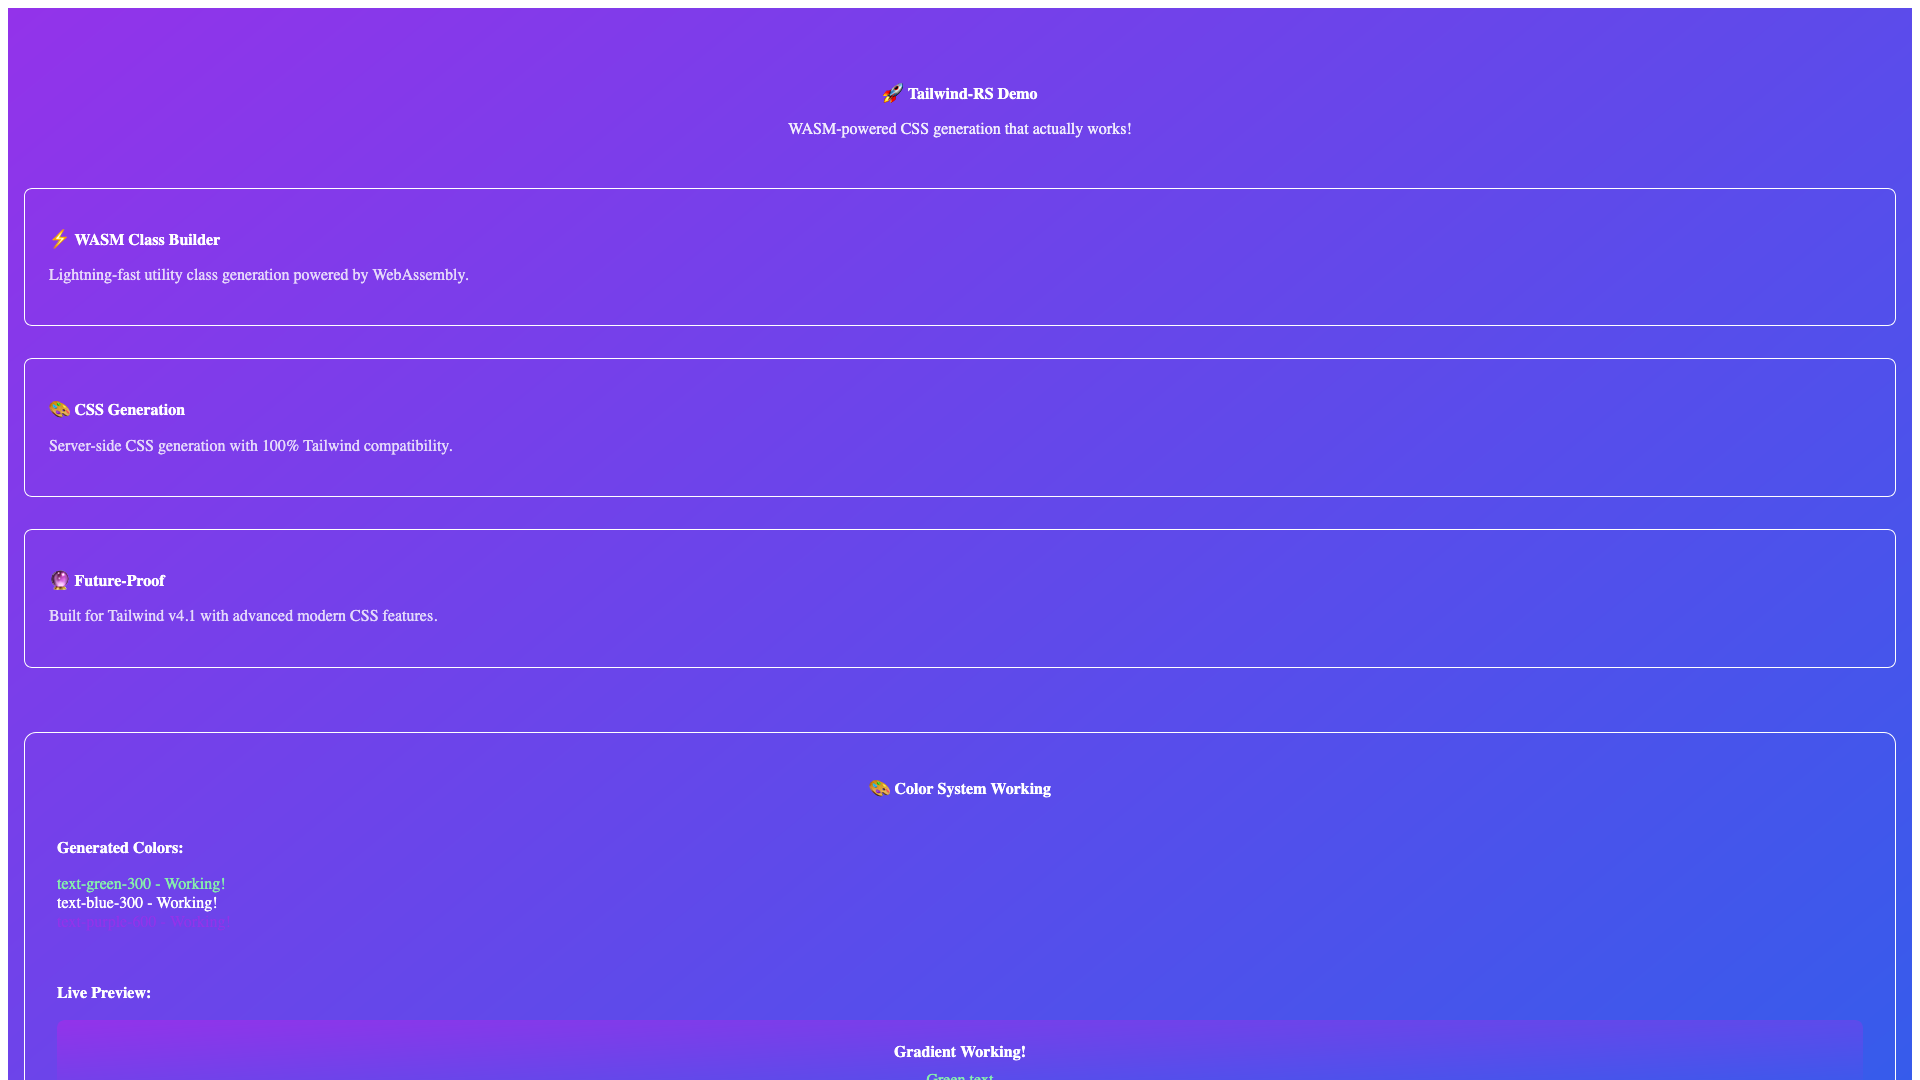 🚀 Tailwind-RS Demo
WASM-powered CSS generation that actually works!
⚡ WASM Class Builder
Lightning-fast utility class generation powered by WebAssembly.
🎨 CSS Generation
Server-side CSS generation with 100% Tailwind compatibility.
🔮 Future-Proof
Built for Tailwind v4.1 with advanced modern CSS features.
🎨 Color System Working
Generated Colors:
text-green-300 - Working!
text-blue-300 - Working!
Live Preview:
Gradient Working!
Green text